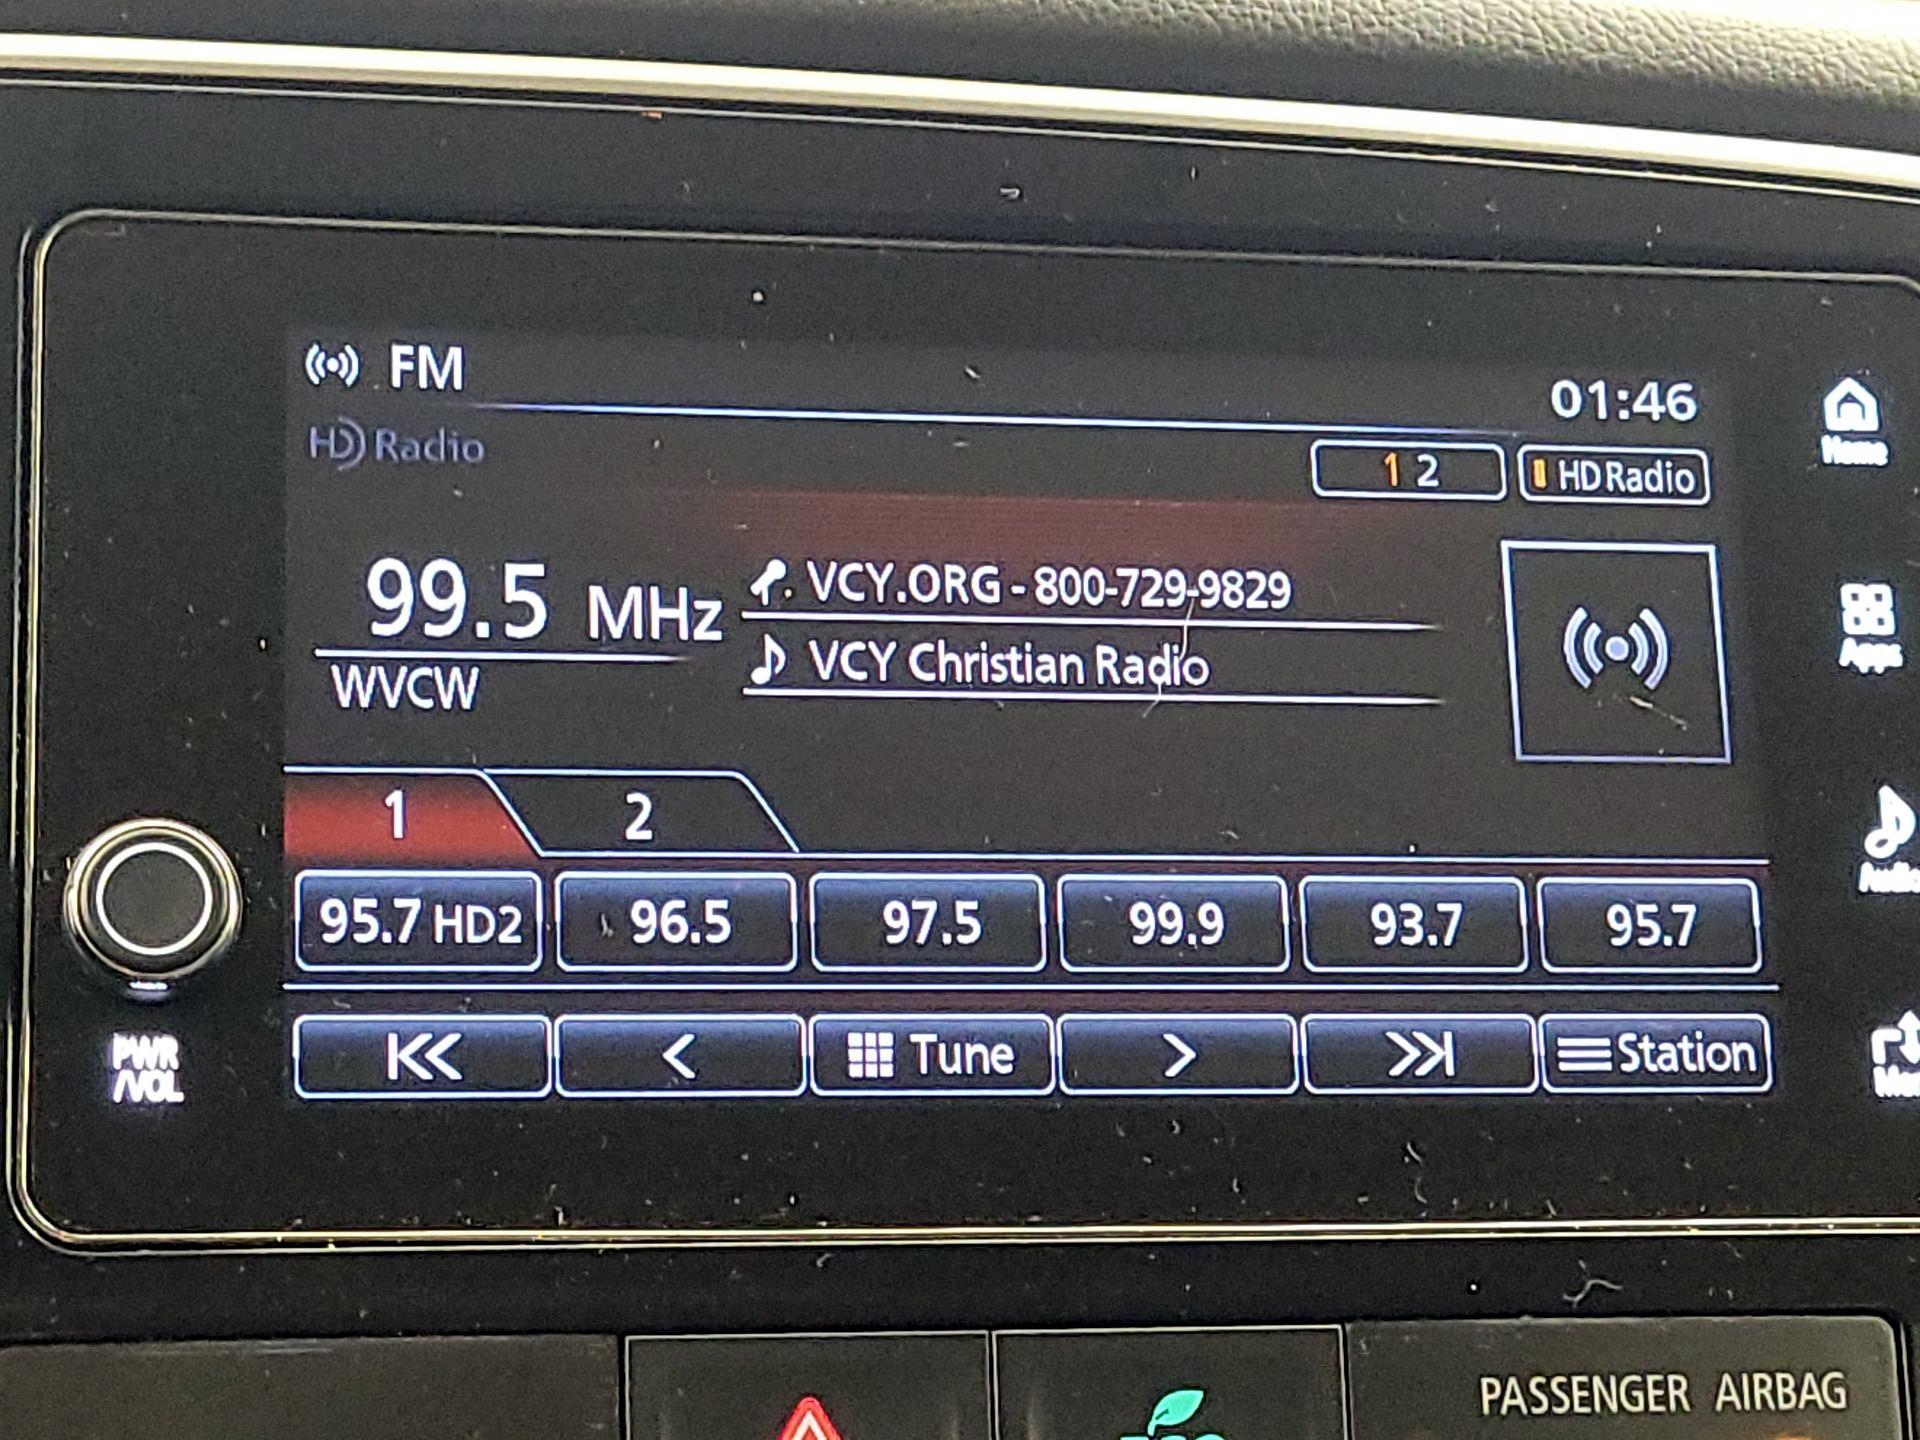 FM
01:46
HD Radio
1 2
HD Radio
99.5 MHz
VCY.ORG - 800-729-9829
WVCW
VCY Christian Radio
1
2
95.7 HD2
96.5
97.5
99.9
93.7
95.7
Tune
Station
Home
Apps
Audio
PWR
/VOL
PASSENGER AIRBAG